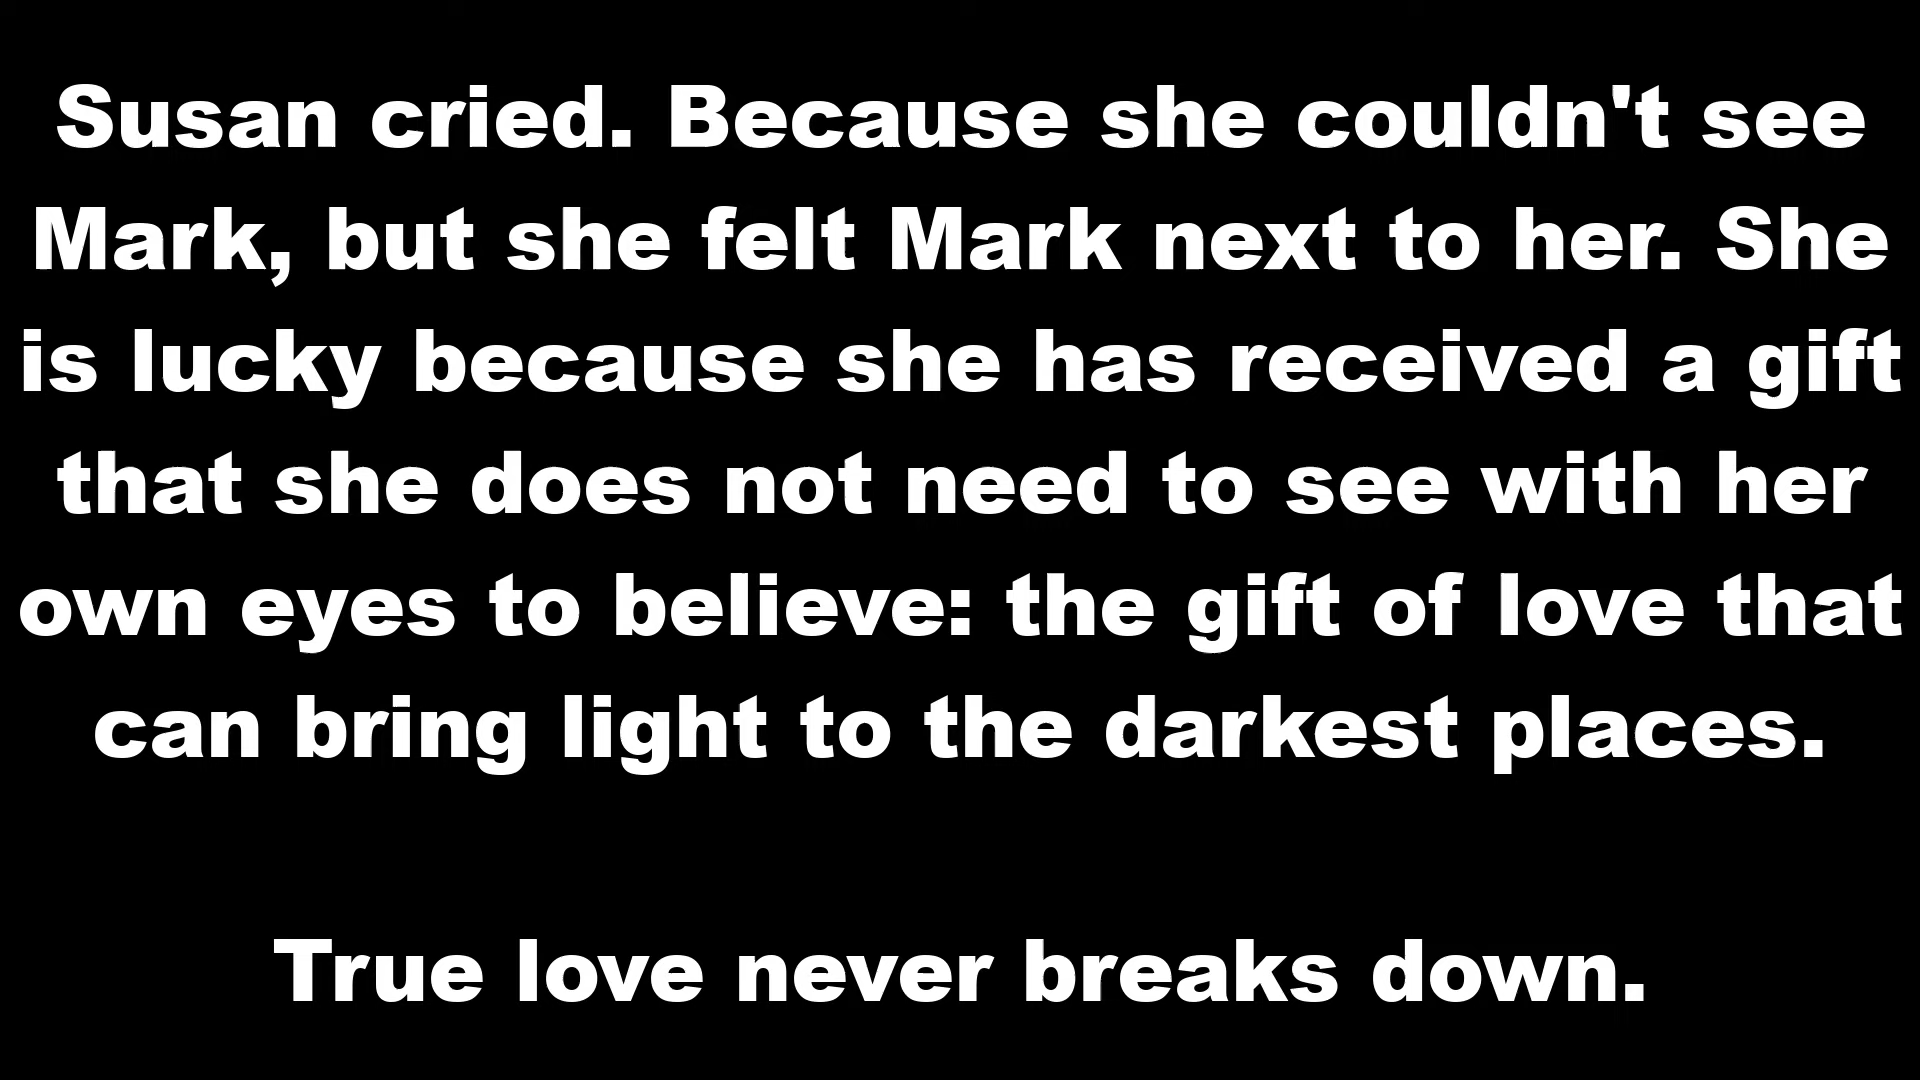 Susan cried. Because she couldn't see
Mark, but she felt Mark next to her. She
is lucky because she has received a gift
that she does not need to see with her
own eyes to believe: the gift of love that
can bring light to the darkest places.
True love never breaks down.